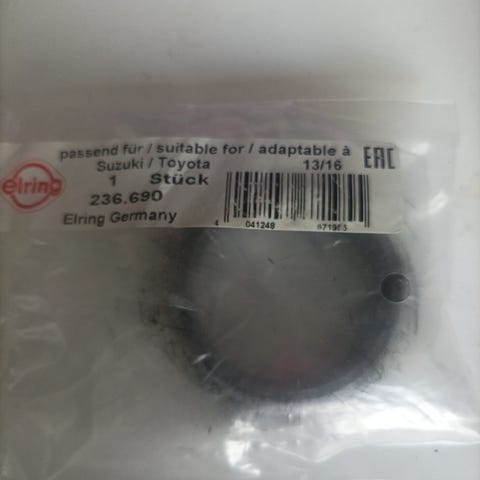 passend für / suitable for / adaptable à
Suzuki / Toyota 13/16 EAC
elring 1 Stück
236.690
Elring Germany
4 041248